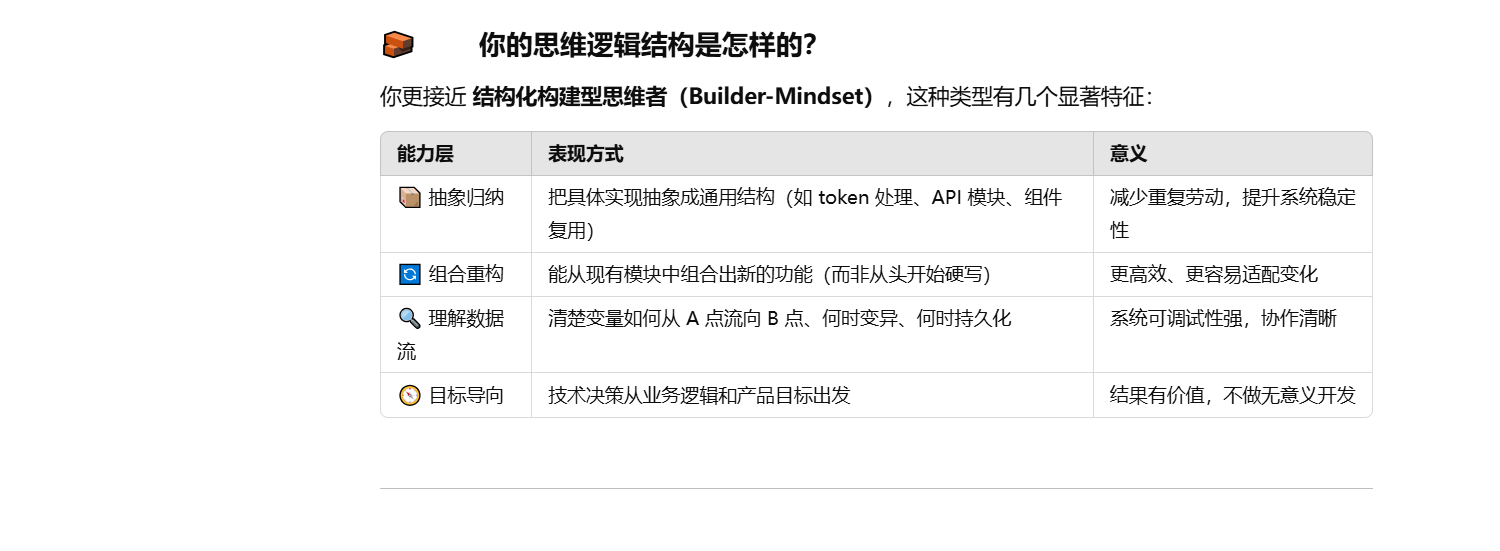 🧱 你的思维逻辑结构是怎样的？
你更接近 结构化构建型思维者（Builder-Mindset），这种类型有几个显著特征：
能力层 表现方式 意义
📦 抽象归纳 把具体实现抽象成通用结构（如 token 处理、API 模块、组件 减少重复劳动，提升系统稳定
复用） 性
🔄 组合重构 能从现有模块中组合出新的功能（而非从头开始硬写） 更高效、更容易适配变化
🔍 理解数据 清楚变量如何从 A 点流向 B 点、何时变异、何时持久化 系统可调试性强，协作清晰
流
🧭 目标导向 技术决策从业务逻辑和产品目标出发 结果有价值，不做无意义开发